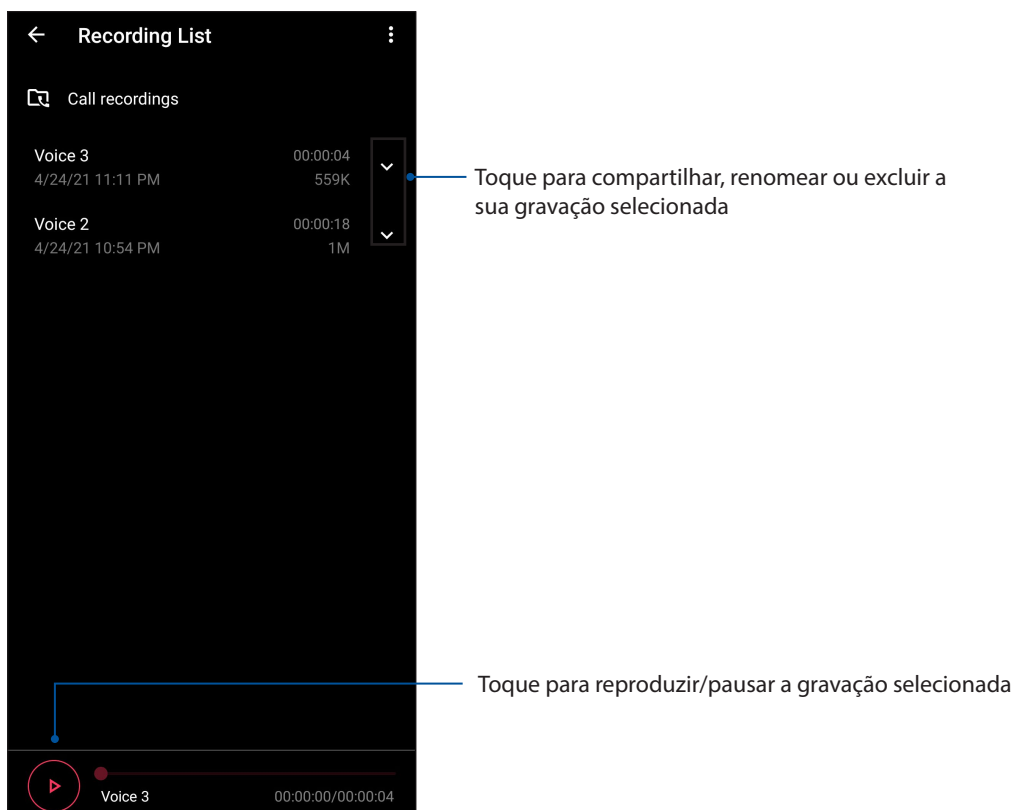 Recording List
Call recordings
Voice 3 00:00:04
4/24/21 11:11 PM 559K
Toque para compartilhar, renomear ou excluir a
sua gravação selecionada
Voice 2 00:00:18
4/24/21 10:54 PM 1M
Toque para reproduzir/pausar a gravação selecionada
Voice 3 00:00:00/00:00:04